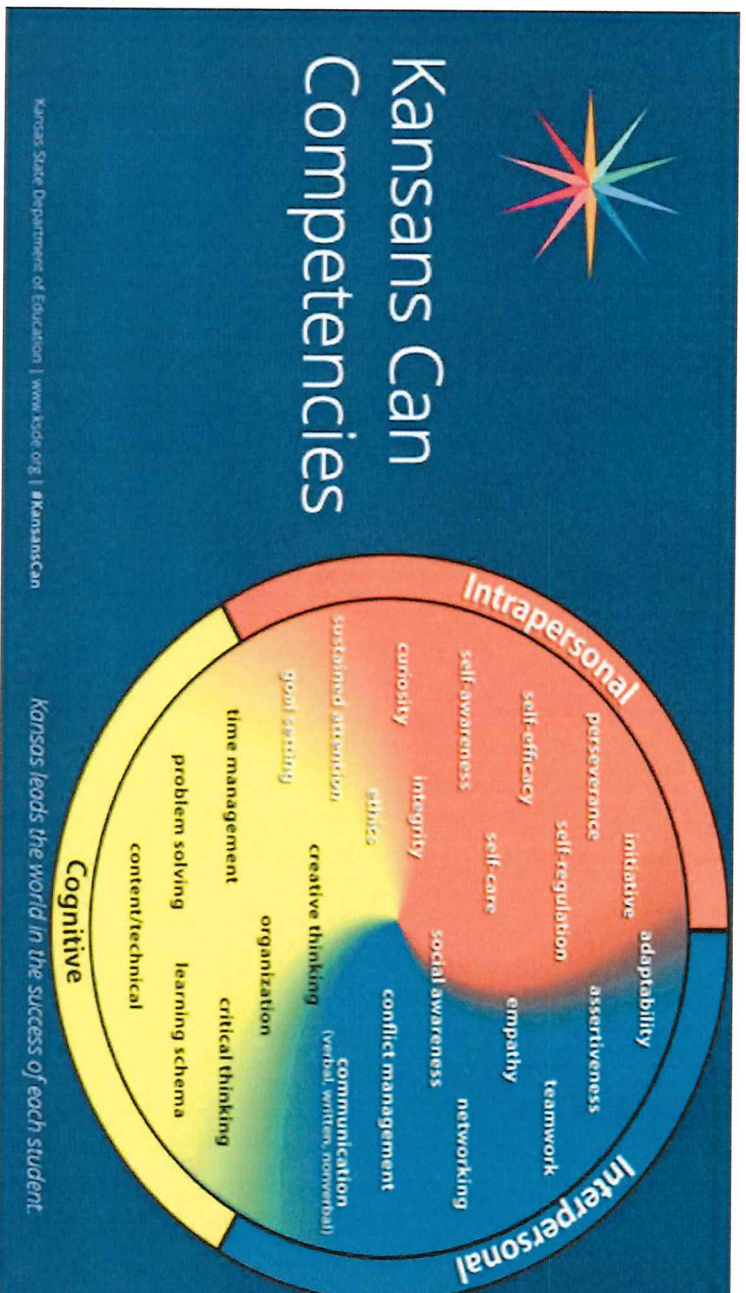 Kansans Can
Competencies
Kansas State Department of Education | www.ksde.org | #KansansCan
Kansas leads the world in the success of each student.
Intrapersonal
initiative
perseverance
self-regulation
self-efficacy
self-care
self-awareness
integrity
curiosity
ethics
sustained attention
goal setting
Interpersonal
adaptability
assertiveness
teamwork
empathy
networking
social awareness
conflict management
communication
(verbal, written, nonverbal)
Cognitive
creative thinking
time management
organization
critical thinking
problem solving
learning schema
content/technical